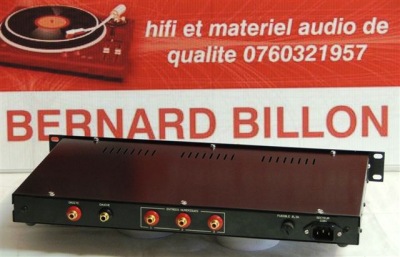 hifi et materiel audio de
qualite 0760321957
BERNARD BILLON